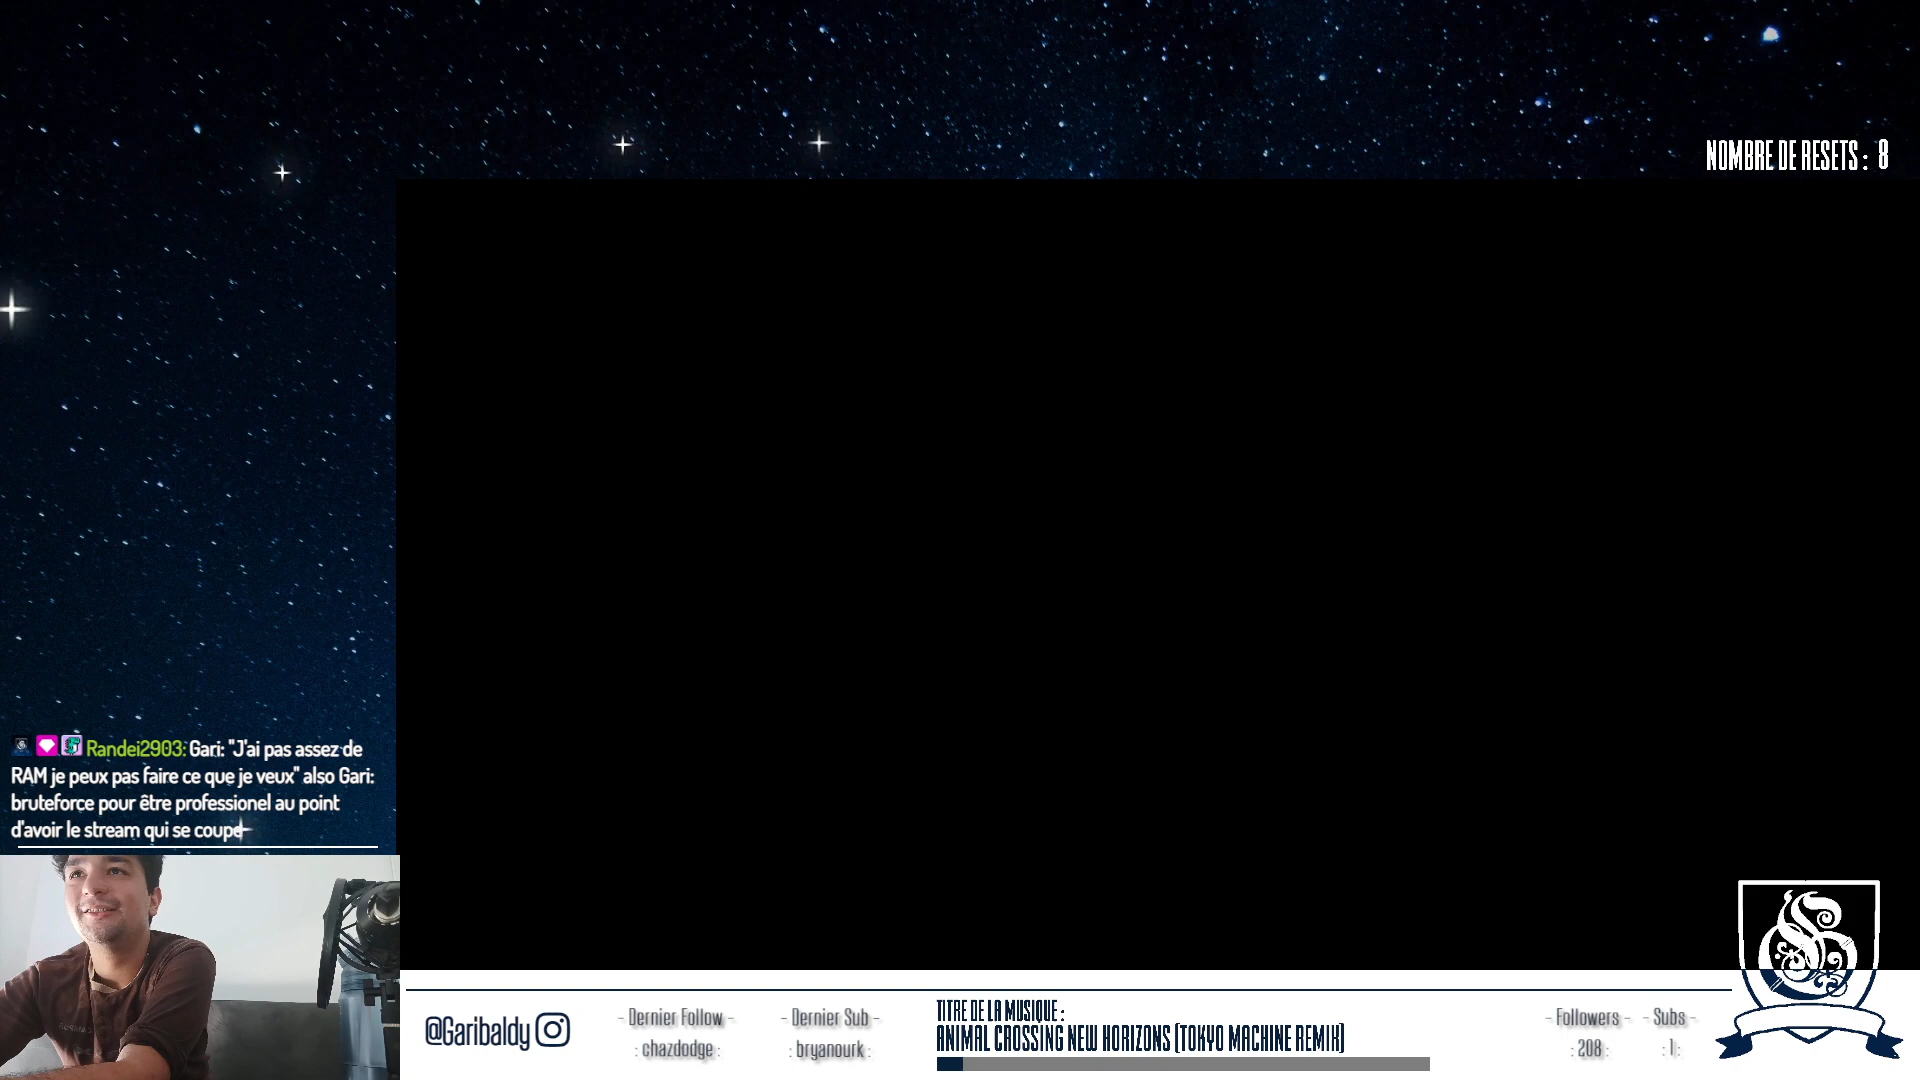 NOMBRE DE RESETS : 8
Randei2903: Gari: "J'ai pas assez de
RAM je peux pas faire ce que je veux" also Gari:
bruteforce pour être professionel au point
d'avoir le stream qui se coupe
@Garibaldy
- Dernier Follow -
: chazdodge :
- Dernier Sub -
: bryanourk :
TITRE DE LA MUSIQUE :
ANIMAL CROSSING NEW HORIZONS (TOKYO MACHINE REMIX)
- Followers -
: 208 :
- Subs -
: 1 :